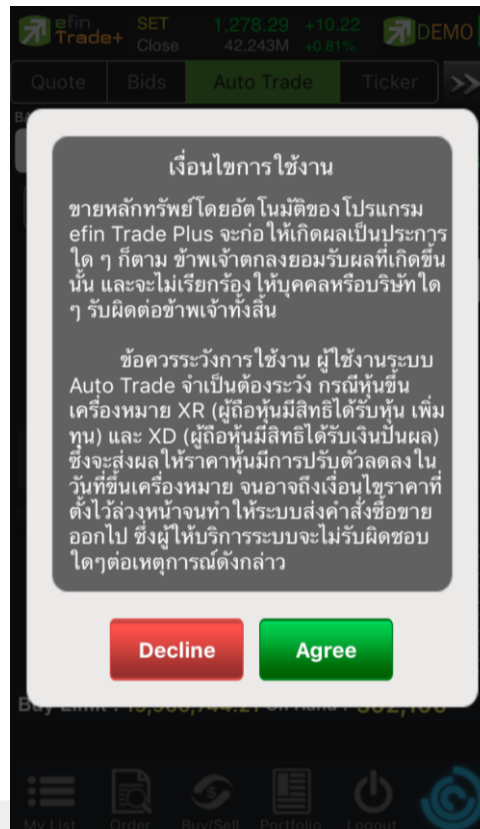 efin
Trade+
SET 1,278.29 +10.22
Close 42,243M +0.81%
DEMO
Quote Bids Auto Trade Ticker
เงื่อนไขการใช้งาน
ขายหลักทรัพย์โดยอัตโนมัติของโปรแกรม
efin Trade Plus จะก่อให้เกิดผลเป็นประการ
ใด ๆ ก็ตาม ข้าพเจ้าตกลงยอมรับผลที่เกิดขึ้น
นั้น และจะไม่เรียกร้องให้บุคคลหรือบริษัทใด
ๆ รับผิดต่อข้าพเจ้าทั้งสิ้น
ข้อควรระวังการใช้งาน ผู้ใช้งานระบบ
Auto Trade จำเป็นต้องระวัง กรณีหุ้นขึ้น
เครื่องหมาย XR (ผู้ถือหุ้นมีสิทธิได้รับหุ้น เพิ่ม
ทุน) และ XD (ผู้ถือหุ้นมีสิทธิได้รับเงินปันผล)
ซึ่งจะส่งผลให้ราคาหุ้นมีการปรับตัวลดลงใน
วันที่ขึ้นเครื่องหมาย จนอาจถึงเงื่อนไขราคาที่
ตั้งไว้ล่วงหน้าจนทำให้ระบบส่งคำสั่งซื้อขาย
ออกไป ซึ่งผู้ให้บริการระบบจะไม่รับผิดชอบ
ใดๆต่อเหตุการณ์ดังกล่าว
Decline Agree
My List Order Buy/Sell Portfolio Logout